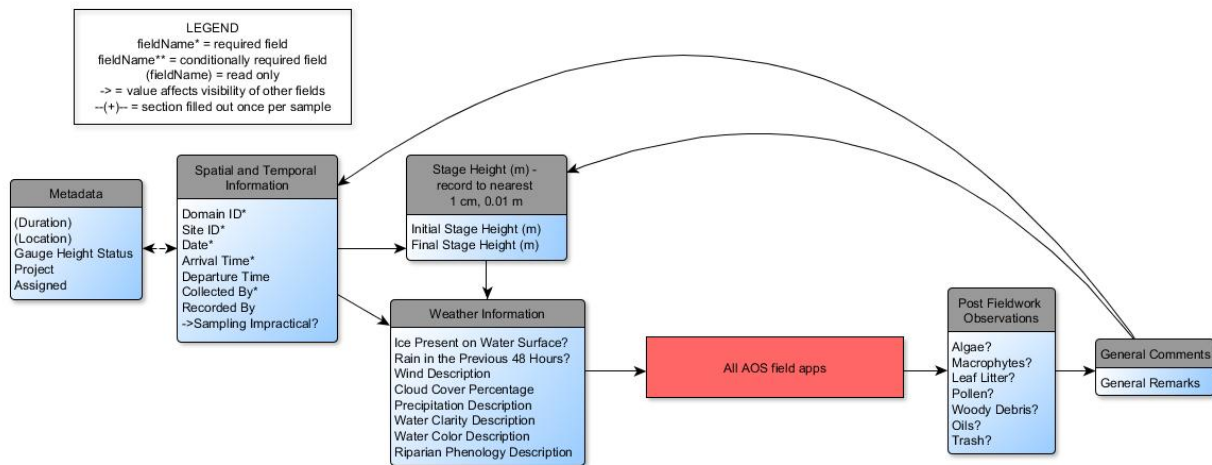 LEGEND
fieldName* = required field
fieldName** = conditionally required field
(fieldName) = read only
-> = value affects visibility of other fields
--(+)-- = section filled out once per sample
Metadata
(Duration)
(Location)
Gauge Height Status
Project
Assigned
Spatial and Temporal
Information
Domain ID*
Site ID*
Date*
Arrival Time*
Departure Time
Collected By*
Recorded By
->Sampling Impractical?
Stage Height (m) -
record to nearest
1 cm, 0.01 m
Initial Stage Height (m)
Final Stage Height (m)
Weather Information
Ice Present on Water Surface?
Rain in the Previous 48 Hours?
Wind Description
Cloud Cover Percentage
Precipitation Description
Water Clarity Description
Water Color Description
Riparian Phenology Description
All AOS field apps
Post Fieldwork
Observations
Algae?
Macrophytes?
Leaf Litter?
Pollen?
Woody Debris?
Oils?
Trash?
General Comments
General Remarks